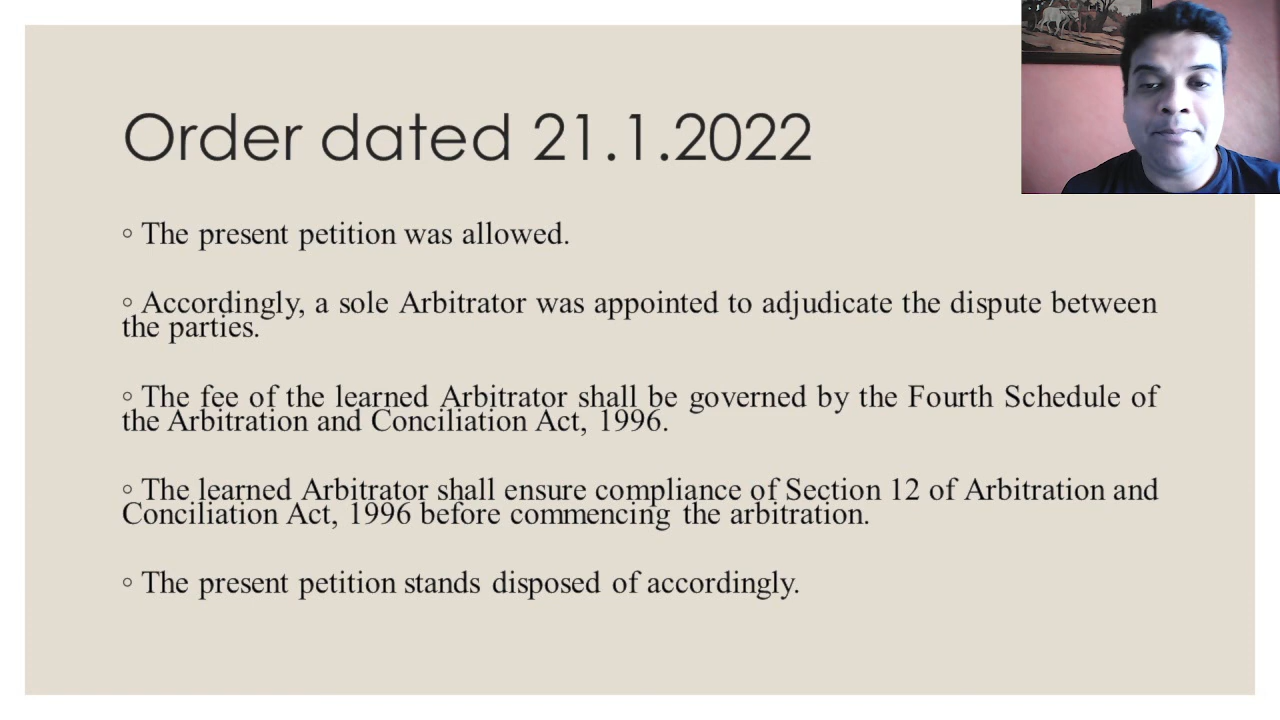 Order dated 21.1.2022
◦ The present petition was allowed.
◦ Accordingly, a sole Arbitrator was appointed to adjudicate the dispute between
the parties.
◦ The fee of the learned Arbitrator shall be governed by the Fourth Schedule of
the Arbitration and Conciliation Act, 1996.
◦ The learned Arbitrator shall ensure compliance of Section 12 of Arbitration and
Conciliation Act, 1996 before commencing the arbitration.
◦ The present petition stands disposed of accordingly.